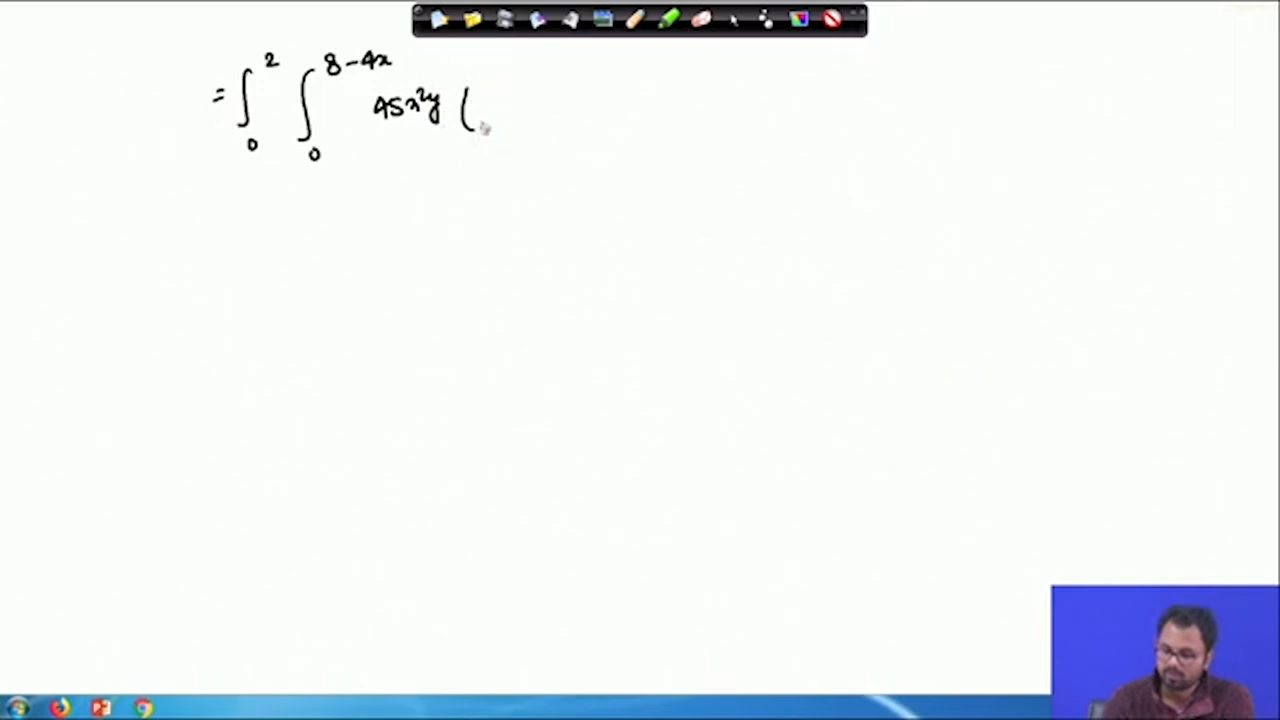 = ∫₀² ∫₀^{8-4x} 45x²y (